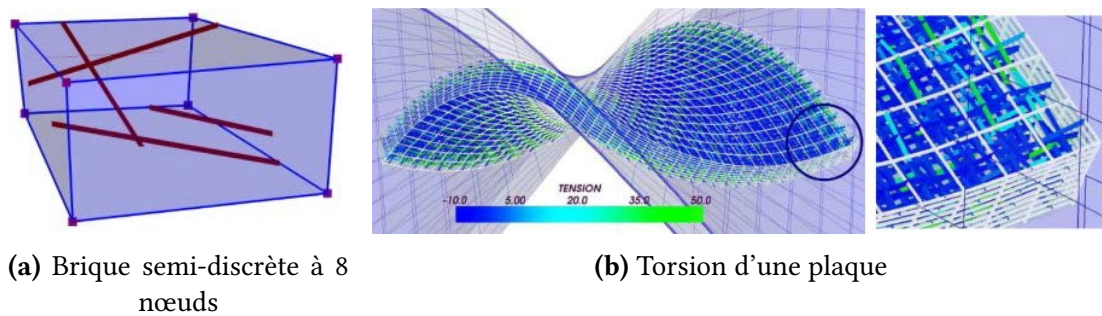 TENSION
-10.0 5.00 20.0 35.0 50.0
(a) Brique semi-discrète à 8
nœuds
(b) Torsion d'une plaque